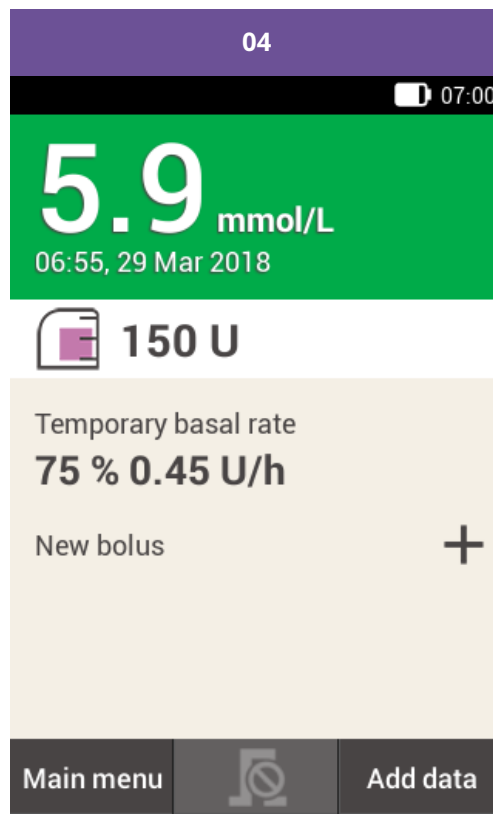 04
07:00
5.9 mmol/L
06:55, 29 Mar 2018
150 U
Temporary basal rate
75 % 0.45 U/h
New bolus
Main menu
Add data